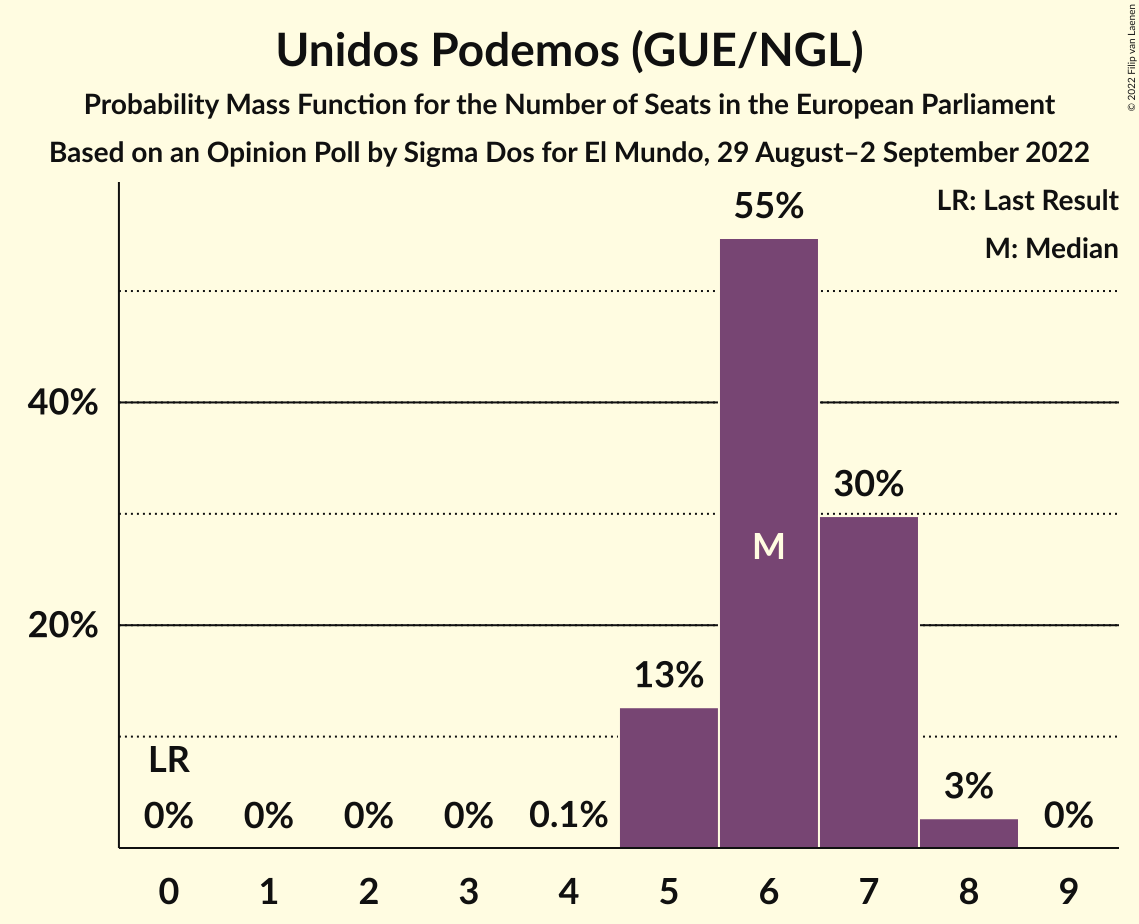 Unidos Podemos (GUE/NGL)
Probability Mass Function for the Number of Seats in the European Parliament
Based on an Opinion Poll by Sigma Dos for El Mundo, 29 August–2 September 2022
© 2022 Filip van Laenen
LR: Last Result
M: Median
55%
40%
30%
M
20%
13%
LR
3%
0% 0% 0% 0% 0.1% 0%
0 1 2 3 4 5 6 7 8 9